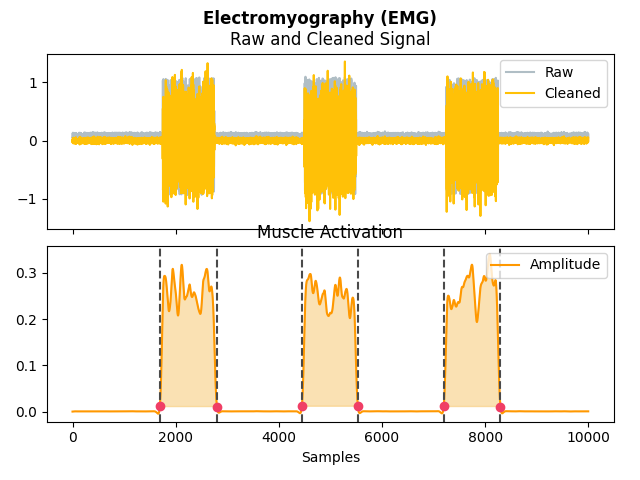 Electromyography (EMG)
Raw and Cleaned Signal
Raw
Cleaned
1
0
−1
Muscle Activation
Amplitude
0.3
0.2
0.1
0.0
0 2000 4000 6000 8000 10000
Samples